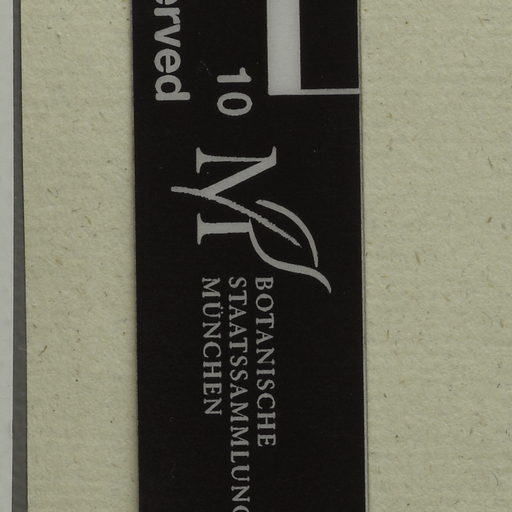 erved
10
BOTANISCHE
STAATSSAMMLUNG
MÜNCHEN